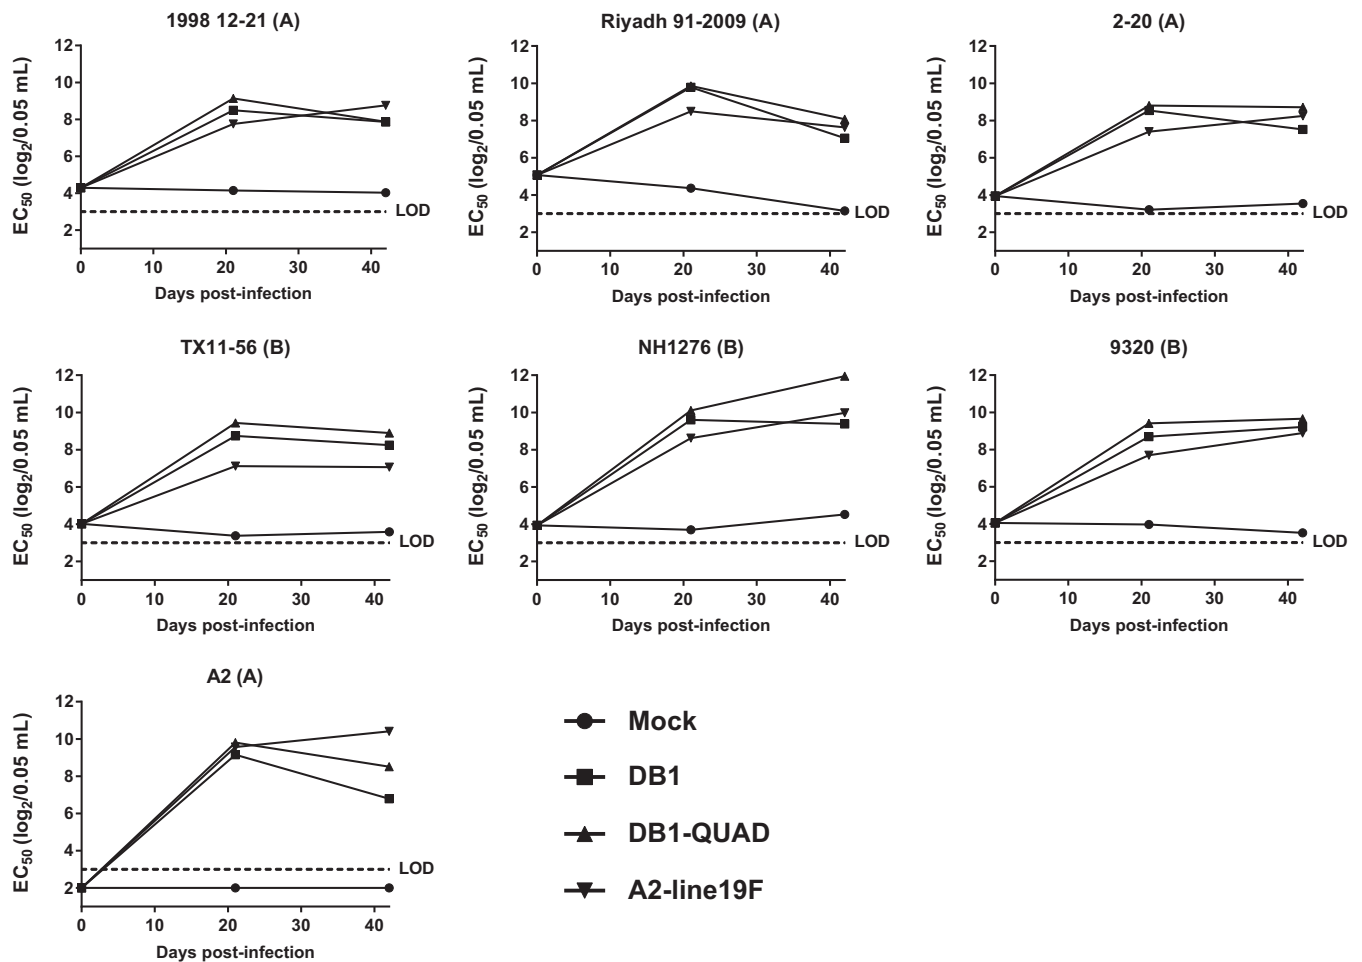 1998 12-21 (A)
EC50 (log2/0.05 mL)
12
10
8
6
4
2
LOD
0 10 20 30 40
Days post-infection
Riyadh 91-2009 (A)
EC50 (log2/0.05 mL)
12
10
8
6
4
2
LOD
0 10 20 30 40
Days post-infection
2-20 (A)
EC50 (log2/0.05 mL)
12
10
8
6
4
2
LOD
0 10 20 30 40
Days post-infection
TX11-56 (B)
EC50 (log2/0.05 mL)
12
10
8
6
4
2
LOD
0 10 20 30 40
Days post-infection
NH1276 (B)
EC50 (log2/0.05 mL)
12
10
8
6
4
2
LOD
0 10 20 30 40
Days post-infection
9320 (B)
EC50 (log2/0.05 mL)
12
10
8
6
4
2
LOD
0 10 20 30 40
Days post-infection
A2 (A)
EC50 (log2/0.05 mL)
12
10
8
6
4
2
LOD
0 10 20 30 40
Days post-infection
Mock
DB1
DB1-QUAD
A2-line19F